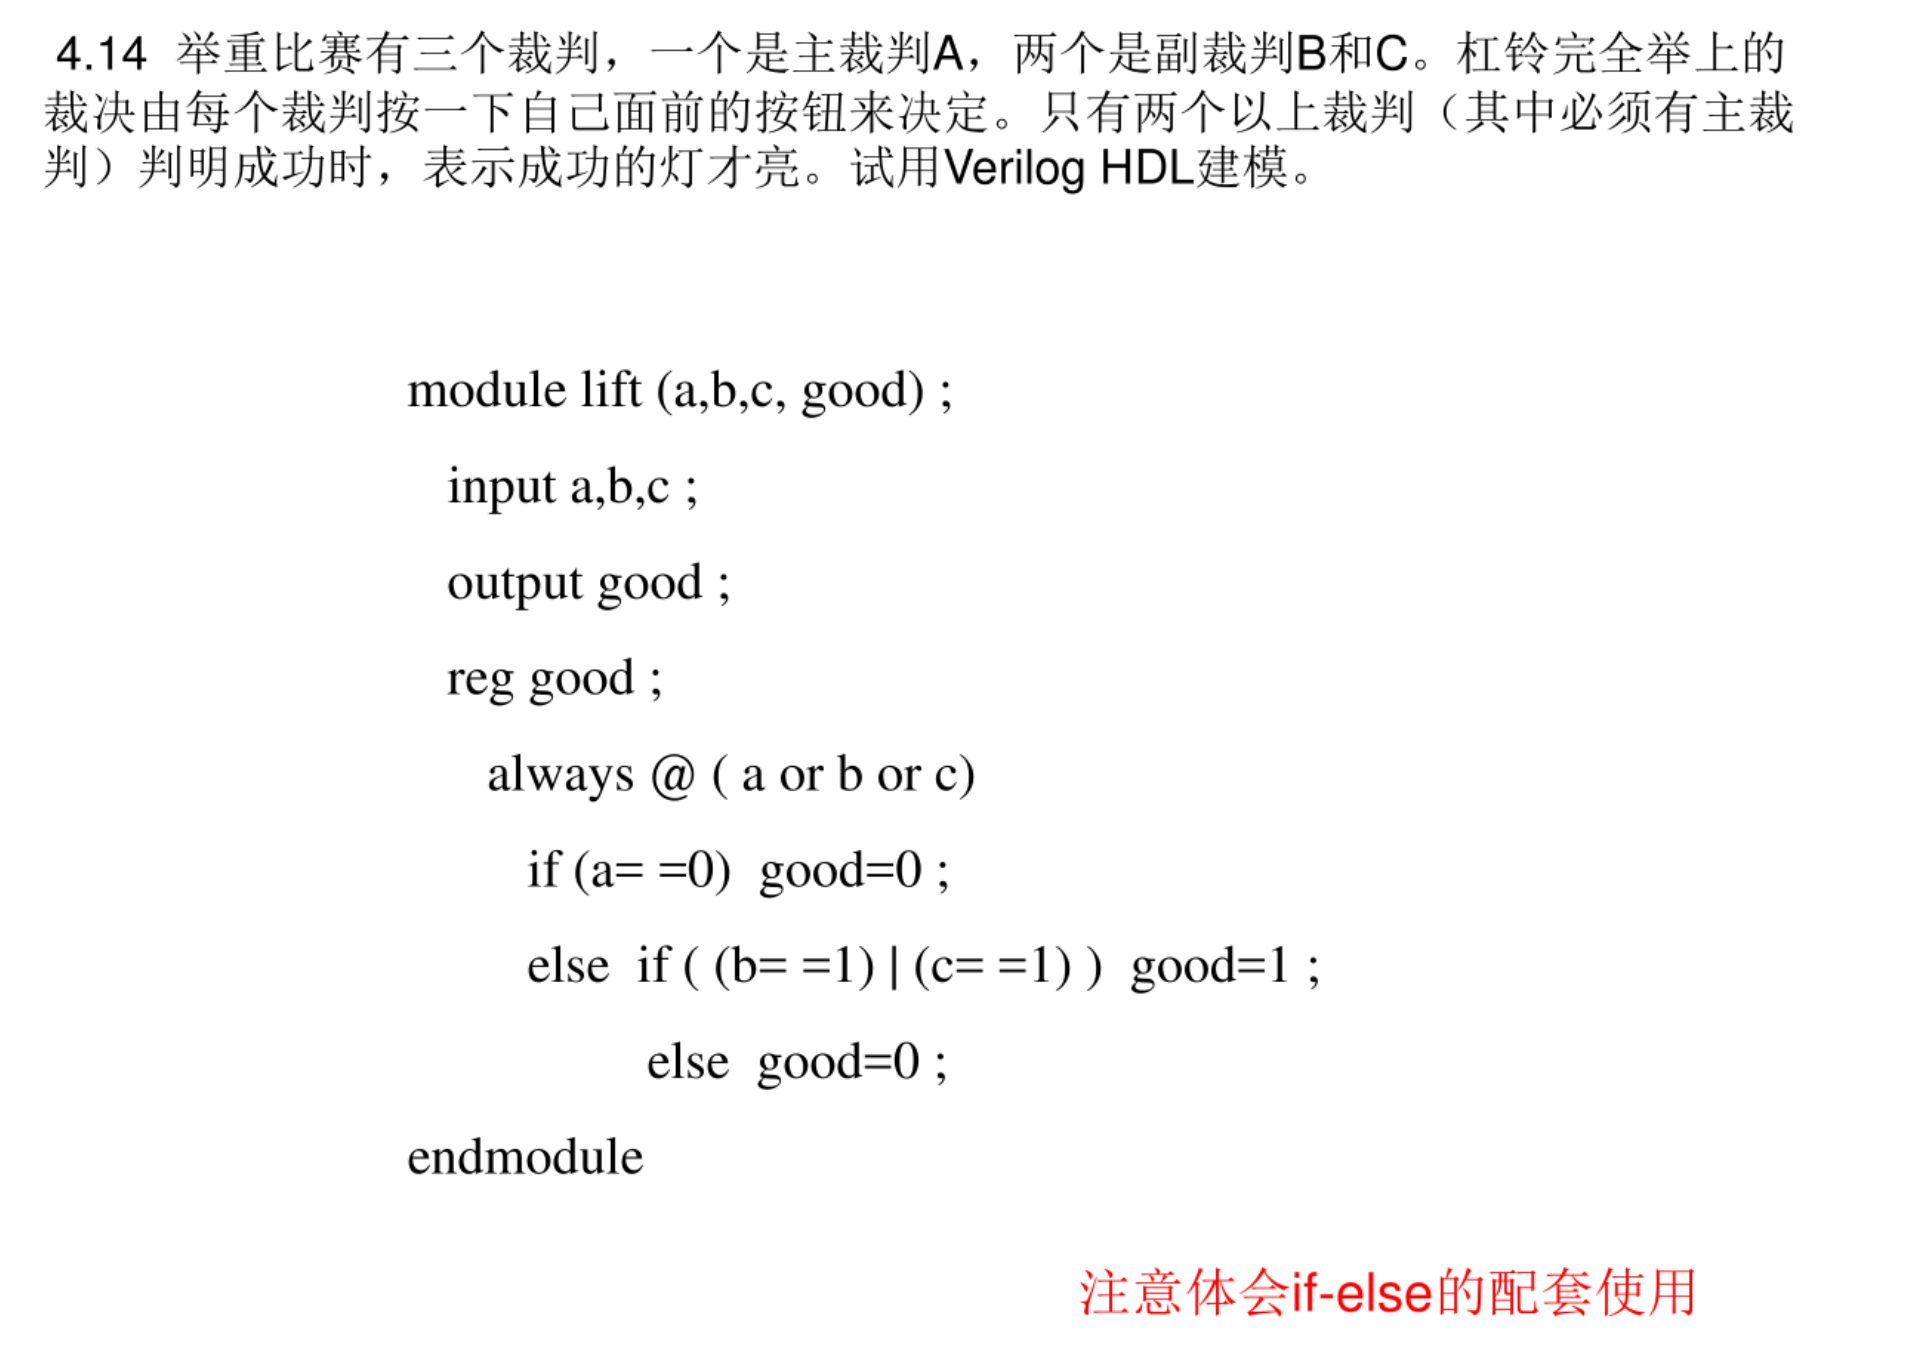 4.14 举重比赛有三个裁判，一个是主裁判A，两个是副裁判B和C。杠铃完全举上的
裁决由每个裁判按一下自己面前的按钮来决定。只有两个以上裁判（其中必须有主裁
判）判明成功时，表示成功的灯才亮。试用Verilog HDL建模。
module lift (a,b,c, good) ;
input a,b,c ;
output good ;
reg good ;
always @ ( a or b or c)
if (a= =0) good=0 ;
else if ( (b= =1) | (c= =1) ) good=1 ;
else good=0 ;
endmodule
注意体会if-else的配套使用